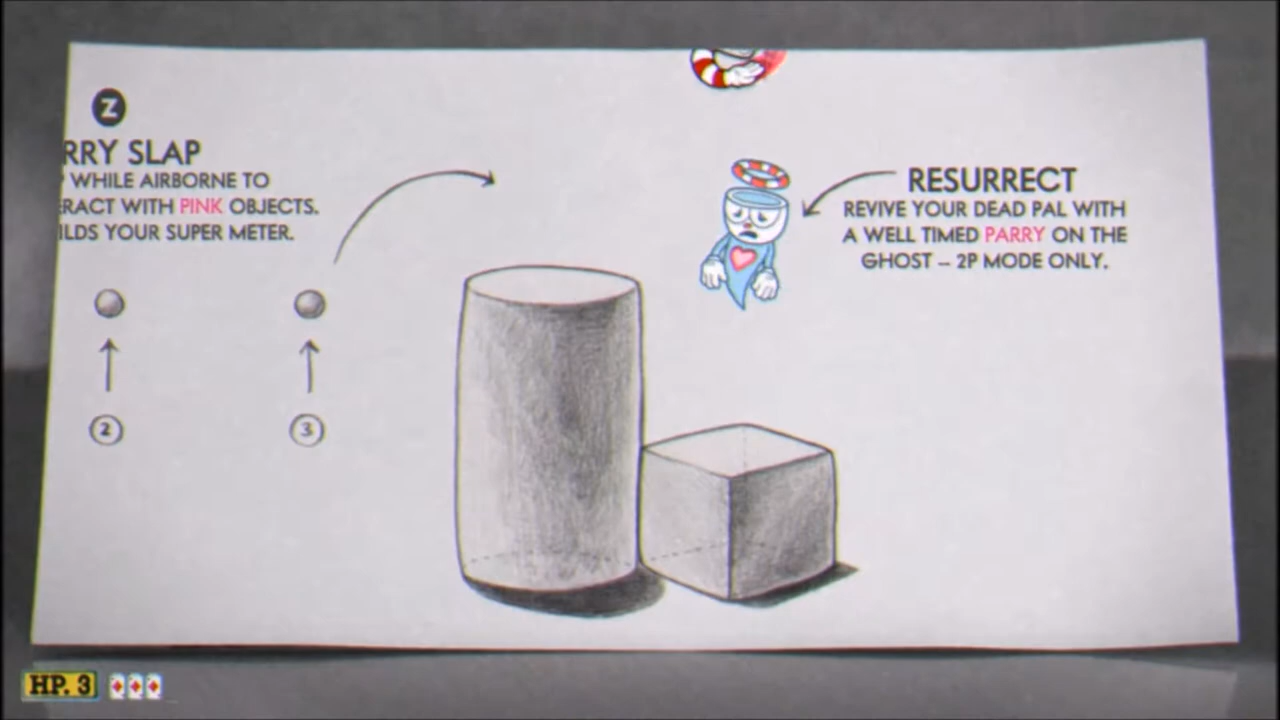 Z
RRY SLAP
P WHILE AIRBORNE TO
ERACT WITH PINK OBJECTS.
ILDS YOUR SUPER METER.
2
3
RESURRECT
REVIVE YOUR DEAD PAL WITH
A WELL TIMED PARRY ON THE
GHOST – 2P MODE ONLY.
HP. 3